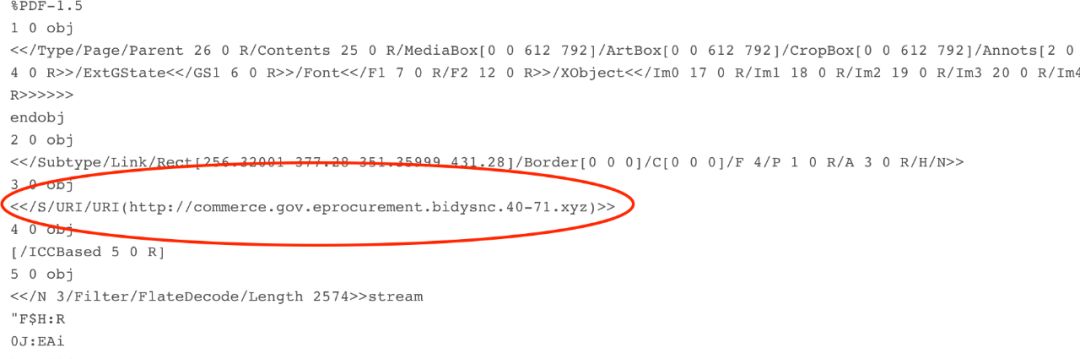 %PDF-1.5
1 0 obj
<</Type/Page/Parent 26 0 R/Contents 25 0 R/MediaBox[0 0 612 792]/ArtBox[0 0 612 792]/CropBox[0 0 612 792]/Annots[2 0
4 0 R>>/ExtGState<</GS1 6 0 R>>/Font<</F1 7 0 R/F2 12 0 R>>/XObject<</Im0 17 0 R/Im1 18 0 R/Im2 19 0 R/Im3 20 0 R/Im4
R>>>>>>
endobj
2 0 obj
<</Subtype/Link/Rect[256.32001 377.28 351.35999 431.28]/Border[0 0 0]/C[0 0 0]/F 4/P 1 0 R/A 3 0 R/H/N>>
3 0 obj
<</S/URI/URI(http://commerce.gov.eprocurement.bidysnc.40-71.xyz)>>
4 0 obj
[/ICCBased 5 0 R]
5 0 obj
<</N 3/Filter/FlateDecode/Length 2574>>stream
"F$H:R
0J:EAi